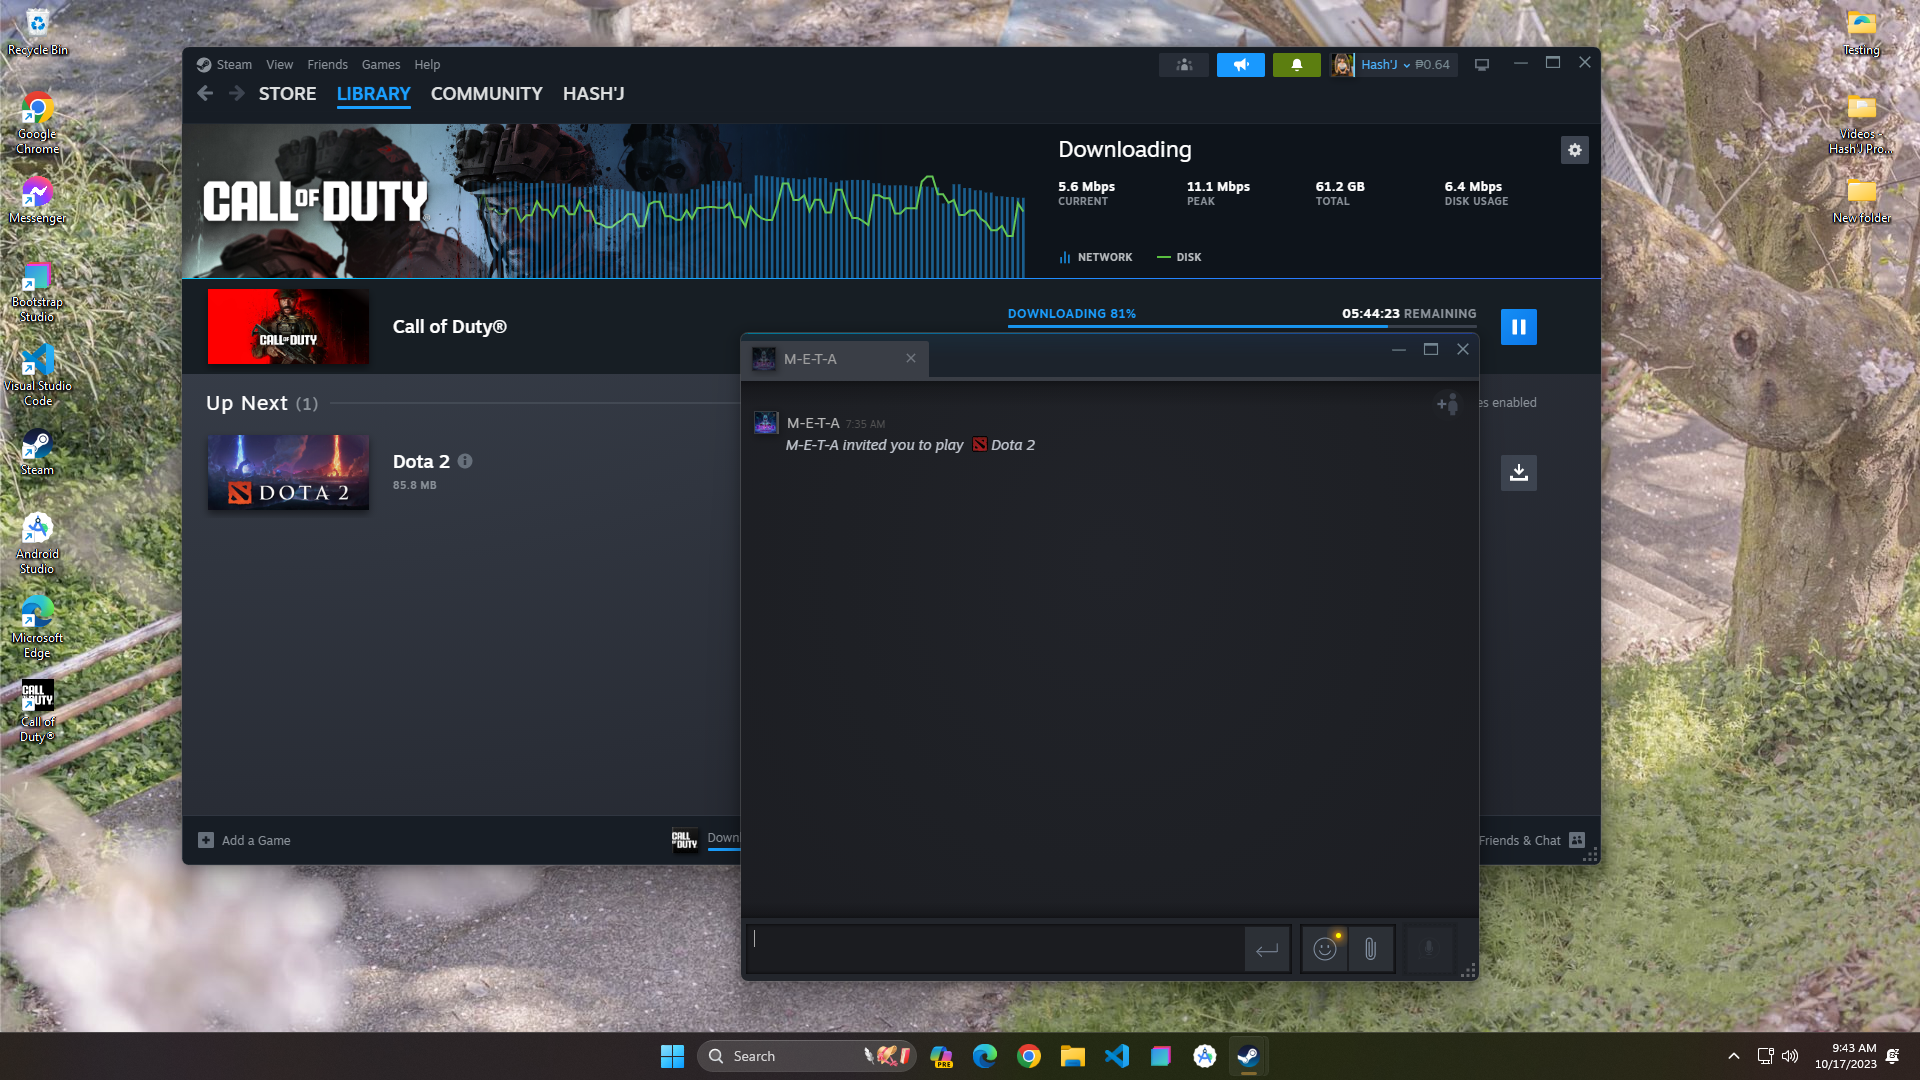 Recycle Bin
Google
Chrome
Messenger
Bootstrap
Studio
Visual Studio
Code
Steam
Android
Studio
Microsoft
Edge
Call of
Duty®
Testing
Videos -
Hash'J Pro...
New folder
Steam View Friends Games Help
Hash'J ₱0.64
STORE LIBRARY COMMUNITY HASH'J
CALL OF DUTY
Downloading
5.6 Mbps 11.1 Mbps 61.2 GB 6.4 Mbps
CURRENT PEAK TOTAL DISK USAGE
NETWORK DISK
CALL OF DUTY
Call of Duty®
DOWNLOADING 81% 05:44:23 REMAINING
Up Next (1)
es enabled
DOTA 2
Dota 2
85.8 MB
M-E-T-A
M-E-T-A 7:35 AM
M-E-T-A invited you to play Dota 2
Add a Game
CALL OF DUTY
Down
Friends & Chat
Search
PRE
9:43 AM
10/17/2023